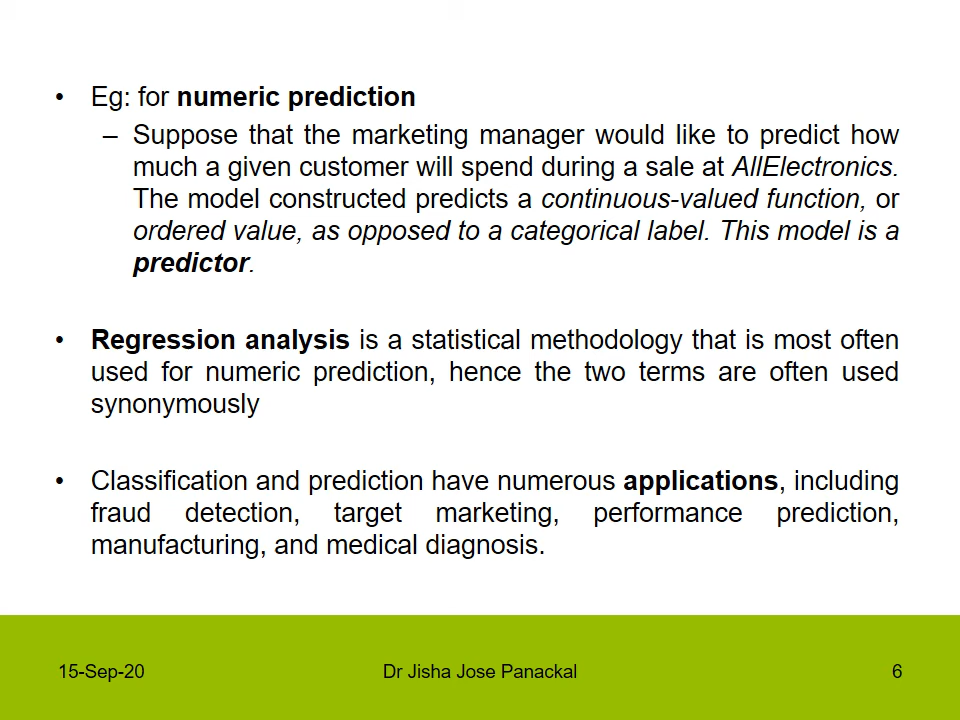 • Eg: for numeric prediction
– Suppose that the marketing manager would like to predict how
much a given customer will spend during a sale at AllElectronics.
The model constructed predicts a continuous-valued function, or
ordered value, as opposed to a categorical label. This model is a
predictor.
• Regression analysis is a statistical methodology that is most often
used for numeric prediction, hence the two terms are often used
synonymously
• Classification and prediction have numerous applications, including
fraud detection, target marketing, performance prediction,
manufacturing, and medical diagnosis.
15-Sep-20 Dr Jisha Jose Panackal 6